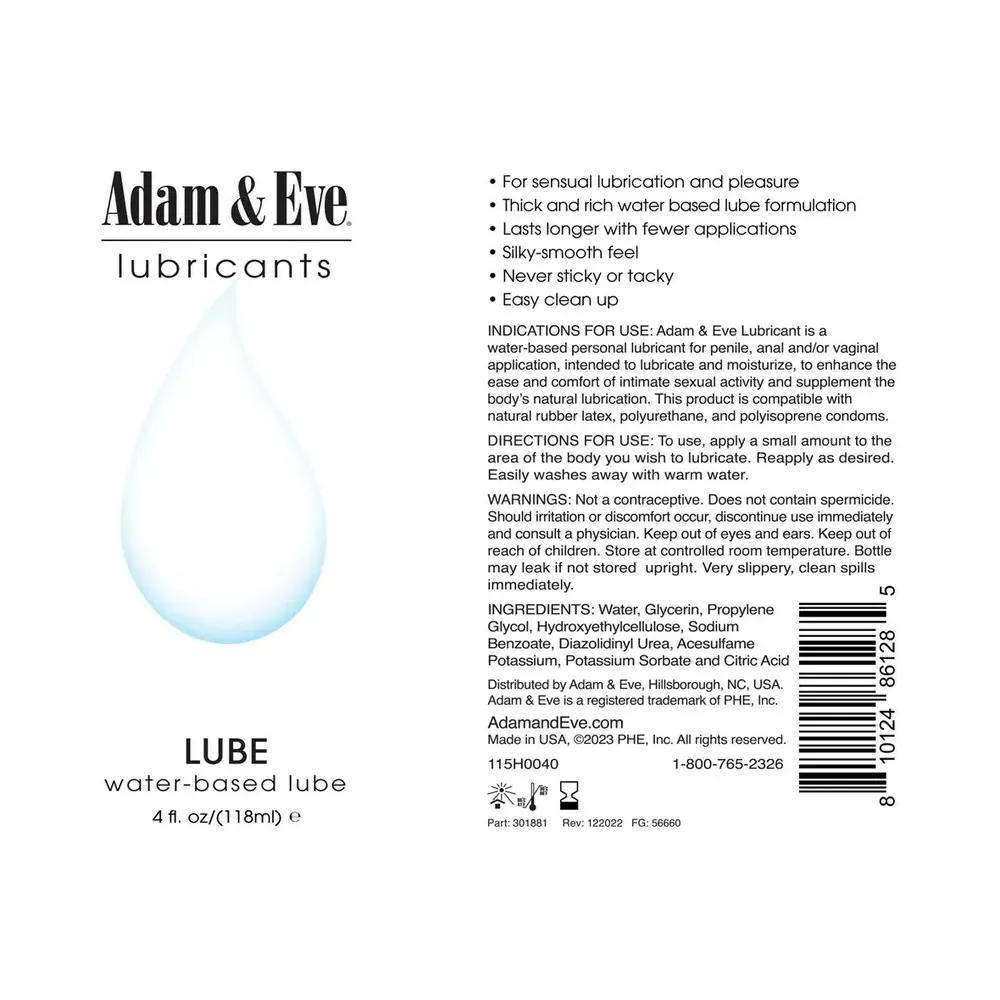 Adam & Eve®
lubricants
LUBE
water-based lube
4 fl. oz/(118ml) ℮
• For sensual lubrication and pleasure
• Thick and rich water based lube formulation
• Lasts longer with fewer applications
• Silky-smooth feel
• Never sticky or tacky
• Easy clean up
INDICATIONS FOR USE: Adam & Eve Lubricant is a
water-based personal lubricant for penile, anal and/or vaginal
application, intended to lubricate and moisturize, to enhance the
ease and comfort of intimate sexual activity and supplement the
body's natural lubrication. This product is compatible with
natural rubber latex, polyurethane, and polyisoprene condoms.
DIRECTIONS FOR USE: To use, apply a small amount to the
area of the body you wish to lubricate. Reapply as desired.
Easily washes away with warm water.
WARNINGS: Not a contraceptive. Does not contain spermicide.
Should irritation or discomfort occur, discontinue use immediately
and consult a physician. Keep out of eyes and ears. Keep out of
reach of children. Store at controlled room temperature. Bottle
may leak if not stored upright. Very slippery, clean spills
immediately.
INGREDIENTS: Water, Glycerin, Propylene
Glycol, Hydroxyethylcellulose, Sodium
Benzoate, Diazolidinyl Urea, Acesulfame
Potassium, Potassium Sorbate and Citric Acid
Distributed by Adam & Eve, Hillsborough, NC, USA.
Adam & Eve is a registered trademark of PHE, Inc.
AdamandEve.com
Made in USA, ©2023 PHE, Inc. All rights reserved.
115H0040 1-800-765-2326
Part: 301881 Rev: 122022 FG: 56660
8 10124 86128 5